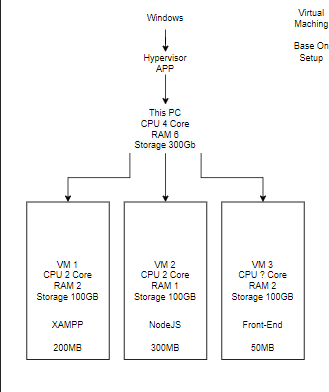 Windows
Virtual
Maching
Base On
Setup
Hypervisor
APP
This PC
CPU 4 Core
RAM 6
Storage 300Gb
VM 1
CPU 2 Core
RAM 2
Storage 100GB
XAMPP
200MB
VM 2
CPU 2 Core
RAM 1
Storage 100GB
NodeJS
300MB
VM 3
CPU ? Core
RAM 2
Storage 100GB
Front-End
50MB